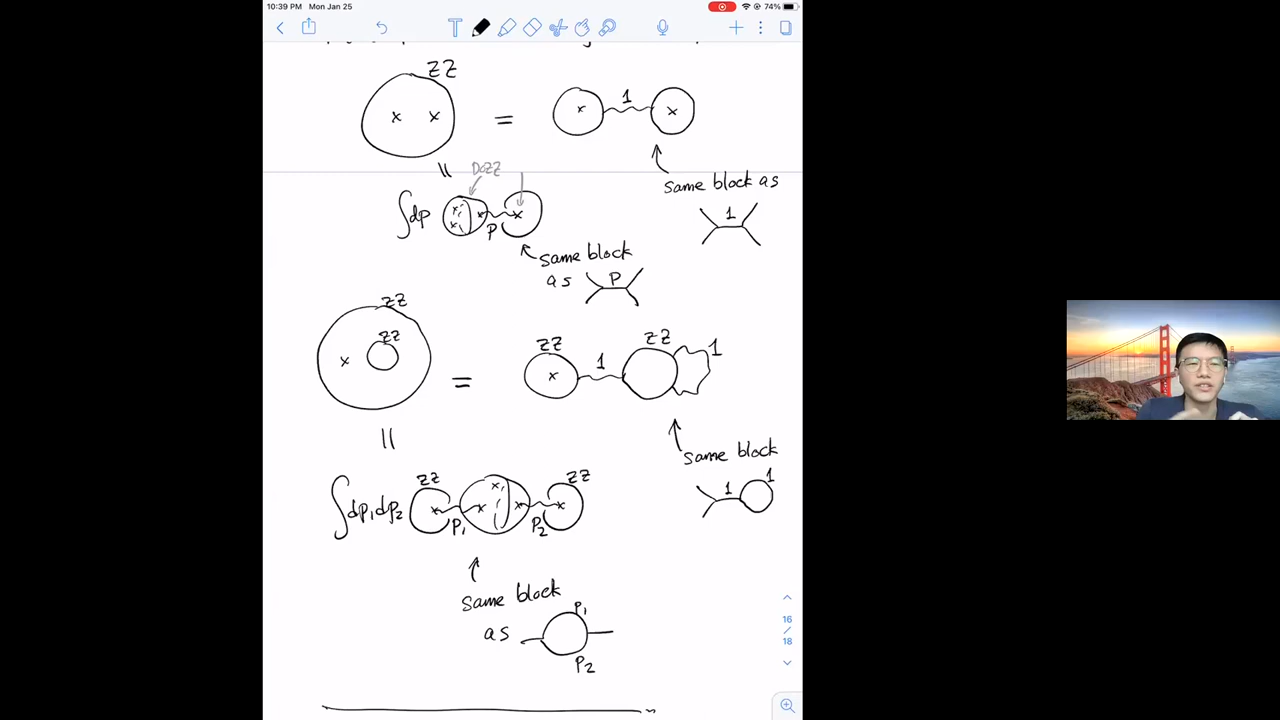 10:39 PM Mon Jan 25
74%
ZZ
x x
=
x 1 x
||
DOZZ
same block as
1
∫dp
x x x x
P
same block
as
P
ZZ
ZZ
x
=
ZZ 1 ZZ 1
x
||
same block
1 1
∫dp₁dp₂
ZZ ZZ
x x x x x
P₁ P₂
same block
as
P₁
P₂
16
/
18